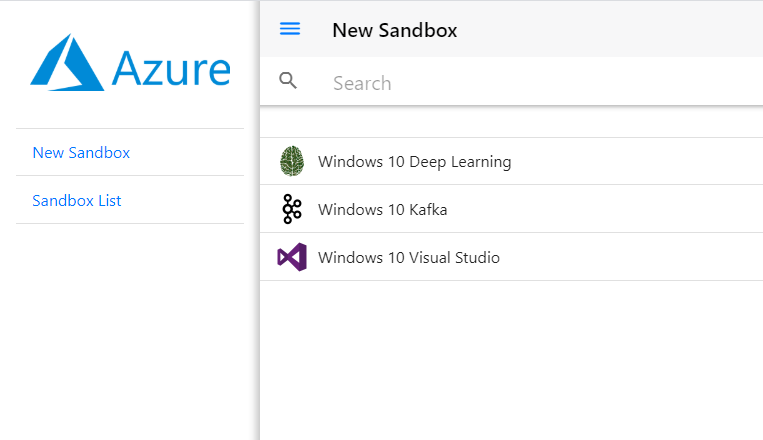 Azure
New Sandbox
Sandbox List
New Sandbox
Search
Windows 10 Deep Learning
Windows 10 Kafka
Windows 10 Visual Studio